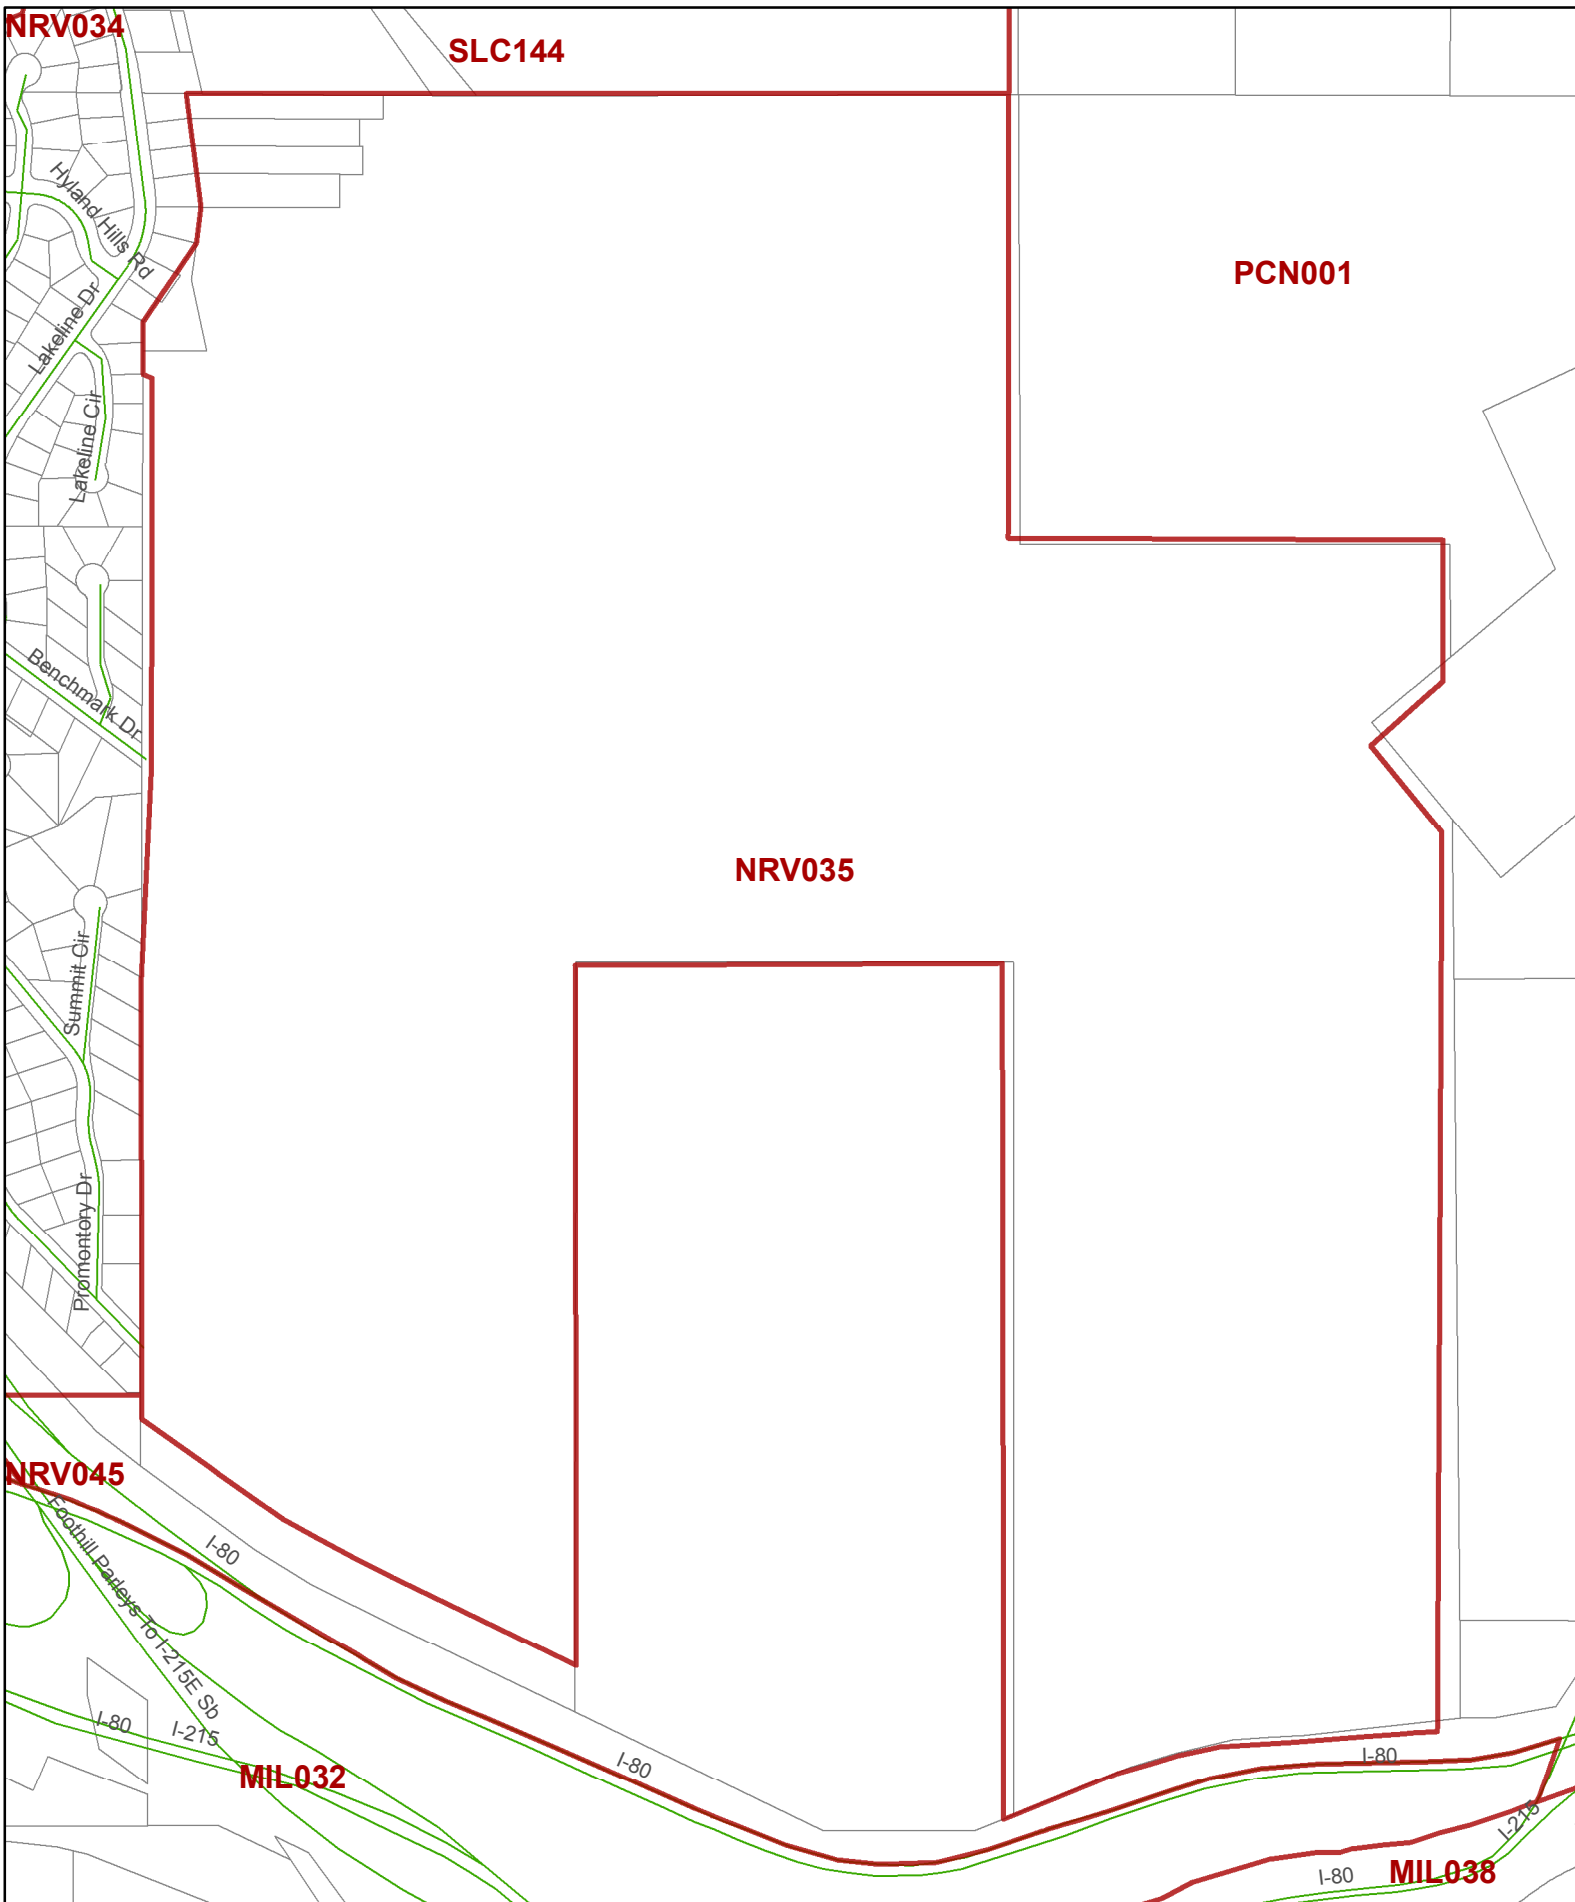 NRV034
SLC144
Hyland Hills Rd
PCN001
Lakeline Dr
Lakeline Cir
Benchmark Dr
NRV035
Summit Cir
Promontory Dr
NRV045
Foothill Parleys To I-215E Sb
I-80
I-80
I-215
I-80
I-80
MIL032
I-215
I-80
MIL038